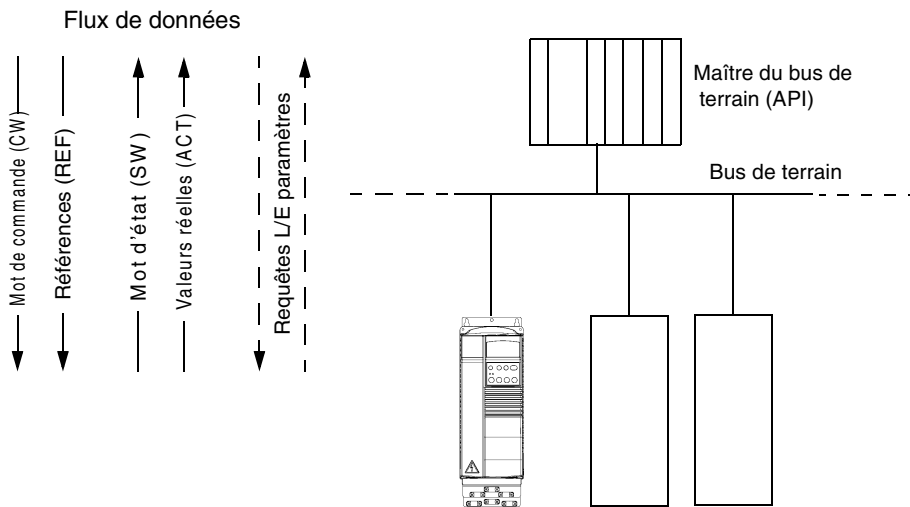 Flux de données
Mot de commande (CW)
Références (REF)
Mot d'état (SW)
Valeurs réelles (ACT)
Requêtes L/E paramètres
Maître du bus de
terrain (API)
Bus de terrain